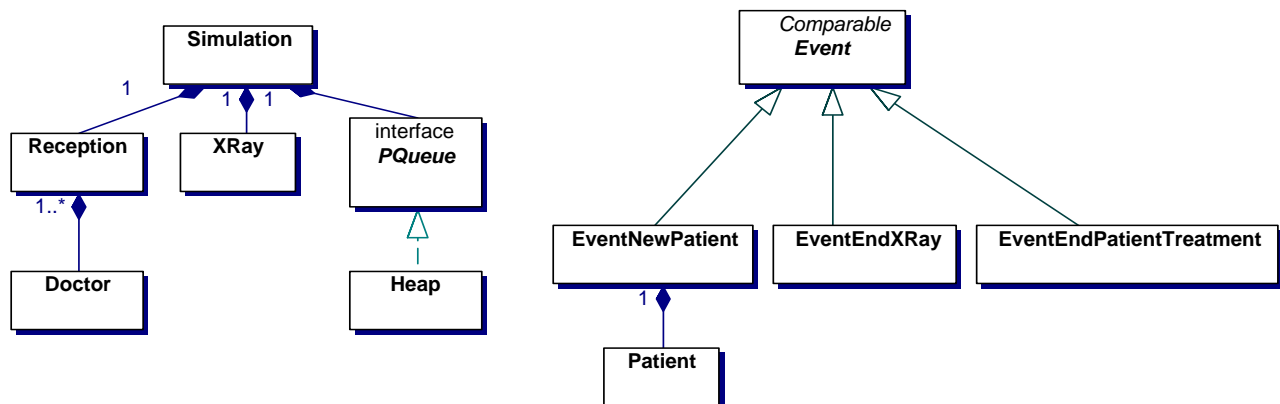 Simulation
1
1
1
Reception
XRay
interface
PQueue
1..*
Doctor
Heap
Comparable
Event
EventNewPatient
EventEndXRay
EventEndPatientTreatment
1
Patient